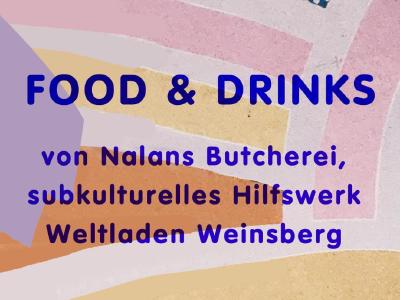 FOOD & DRINKS
von Nalans Butcherei,
subkulturelles Hilfswerk
Weltladen Weinsberg